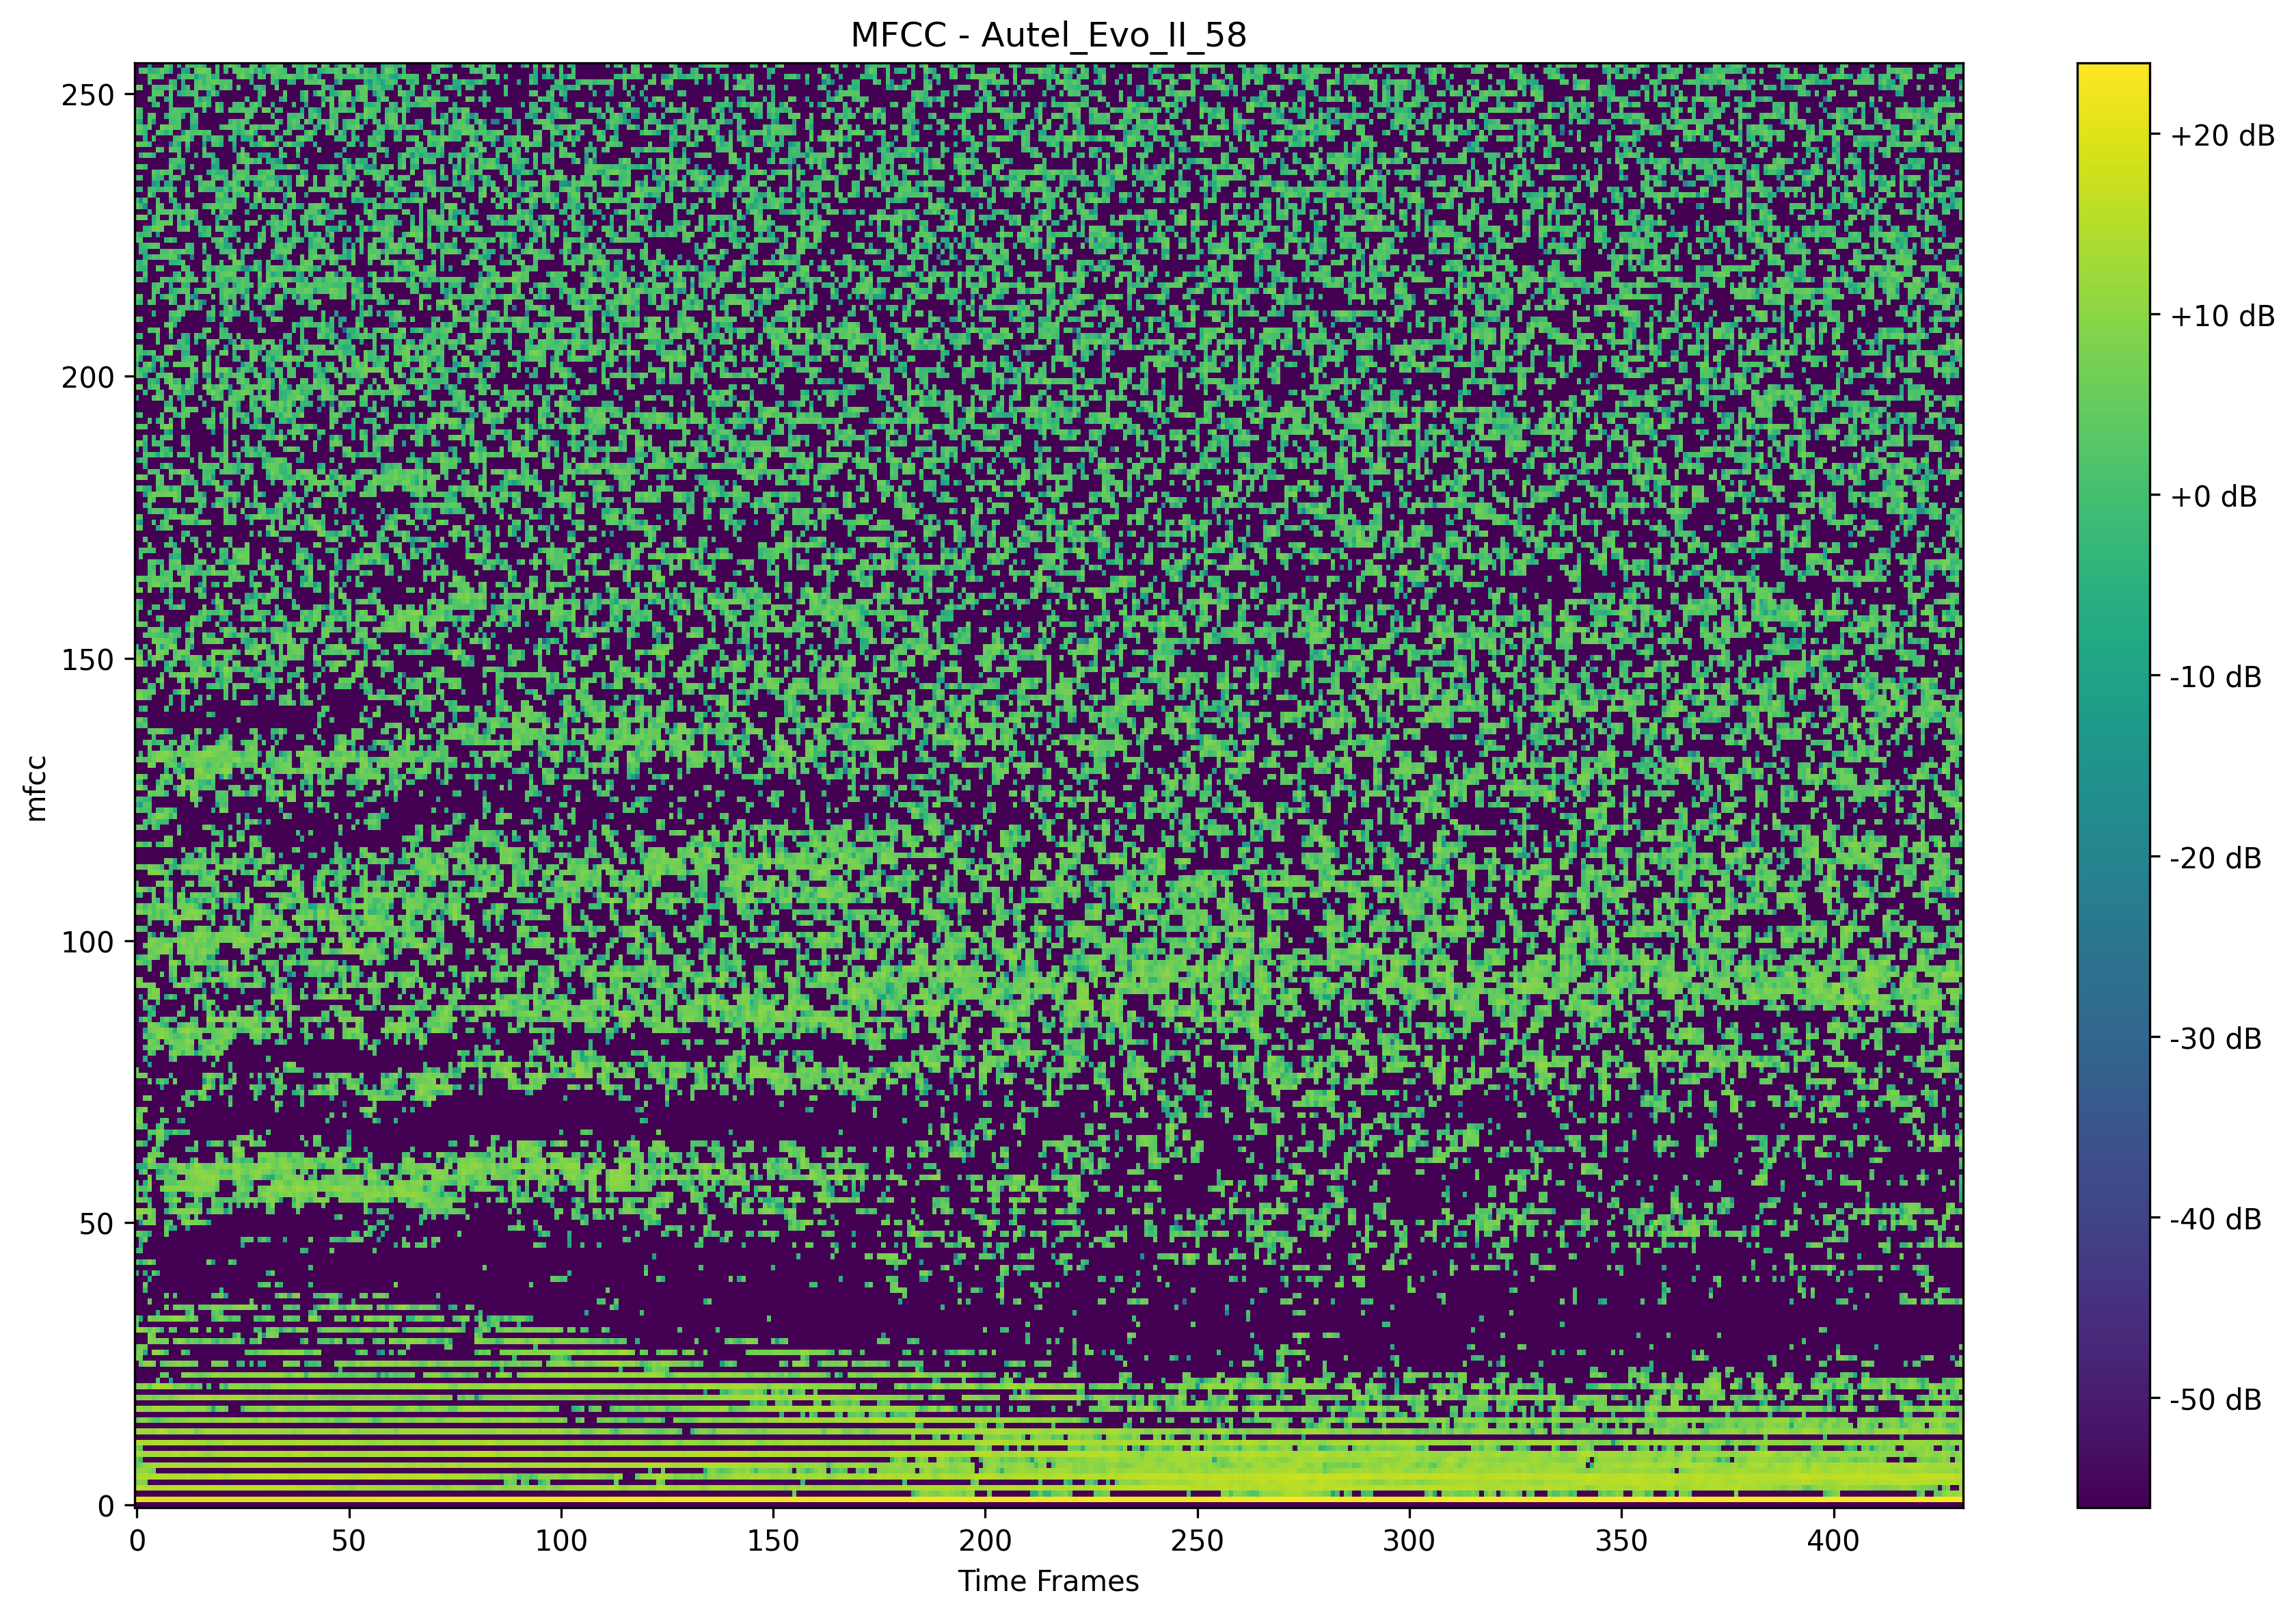 MFCC - Autel_Evo_II_58
250
200
150
100
50
0
mfcc
0 50 100 150 200 250 300 350 400
Time Frames
+20 dB
+10 dB
+0 dB
-10 dB
-20 dB
-30 dB
-40 dB
-50 dB